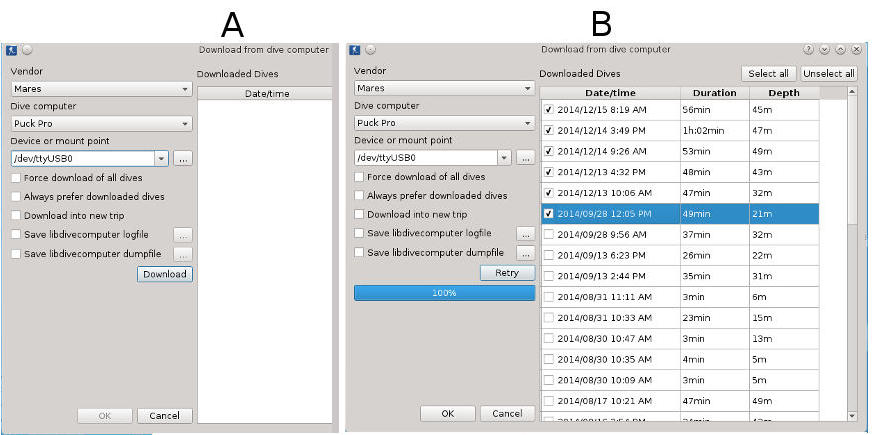 A
B
Download from dive computer
Vendor
Downloaded Dives
Mares
Date/time
Dive computer
Puck Pro
Device or mount point
/dev/ttyUSB0
...
Force download of all dives
Always prefer downloaded dives
Download into new trip
Save libdivecomputer logfile
...
Save libdivecomputer dumpfile
...
Download
OK
Cancel
Download from dive computer
Vendor
Downloaded Dives
Select all
Unselect all
Mares
Dive computer
Puck Pro
Device or mount point
/dev/ttyUSB0
...
Force download of all dives
Always prefer downloaded dives
Download into new trip
Save libdivecomputer logfile
...
Save libdivecomputer dumpfile
...
Retry
100%
OK
Cancel
Date/time Duration Depth
2014/12/15 8:19 AM 56min 45m
2014/12/14 3:49 PM 1h:02min 47m
2014/12/14 9:26 AM 53min 49m
2014/12/13 4:32 PM 48min 43m
2014/12/13 10:06 AM 47min 32m
2014/09/28 12:05 PM 49min 21m
2014/09/28 9:56 AM 37min 32m
2014/09/13 6:23 PM 26min 22m
2014/09/13 2:44 PM 35min 31m
2014/08/31 11:11 AM 3min 6m
2014/08/31 10:33 AM 23min 15m
2014/08/30 10:47 AM 3min 13m
2014/08/30 10:35 AM 4min 5m
2014/08/30 10:09 AM 3min 5m
2014/08/17 10:21 AM 47min 49m